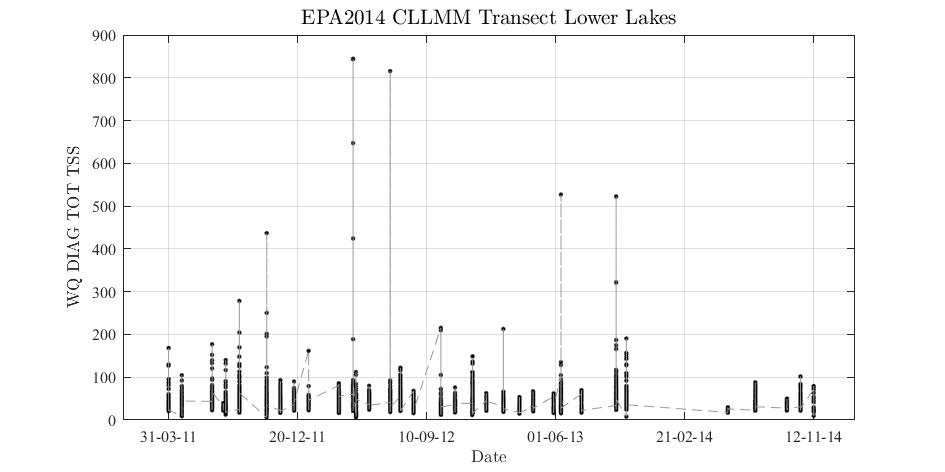 EPA2014 CLLMM Transect Lower Lakes
900
800
700
600
500
400
300
200
100
0
WQ DIAG TOT TSS
31-03-11 20-12-11 10-09-12 01-06-13 21-02-14 12-11-14
Date